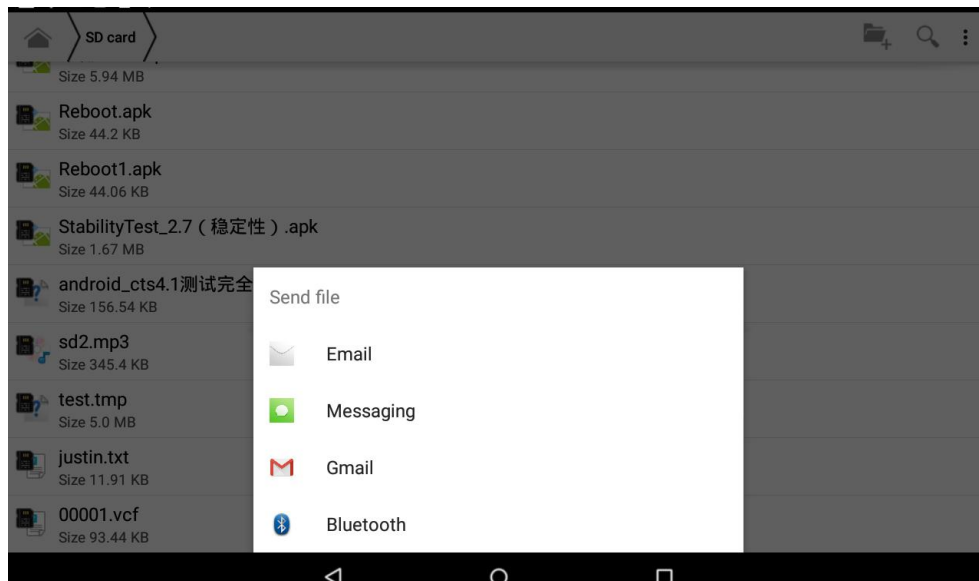 SD card
Size 5.94 MB
Reboot.apk
Size 44.2 KB
Reboot1.apk
Size 44.06 KB
StabilityTest_2.7（稳定性）.apk
Size 1.67 MB
android_cts4.1测试完全
Size 156.54 KB
sd2.mp3
Size 345.4 KB
test.tmp
Size 5.0 MB
justin.txt
Size 11.91 KB
00001.vcf
Size 93.44 KB
Send file
Email
Messaging
Gmail
Bluetooth